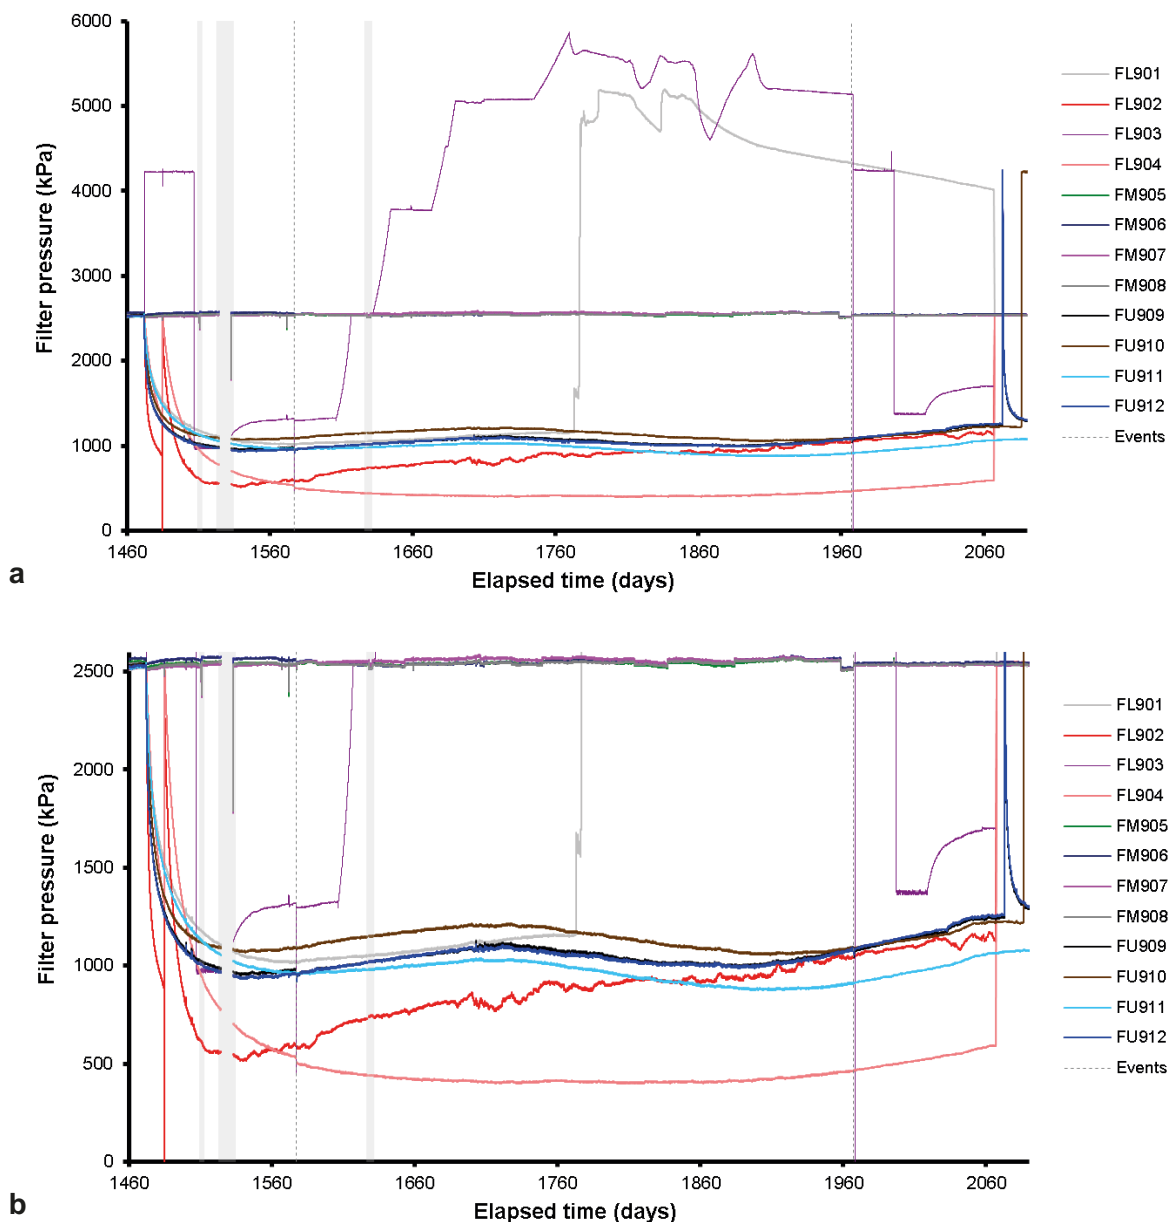 6000
5000
4000
3000
2000
1000
0
Filter pressure (kPa)
1460 1560 1660 1760 1860 1960 2060
Elapsed time (days)
FL901
FL902
FL903
FL904
FM905
FM906
FM907
FM908
FU909
FU910
FU911
FU912
Events
a
2500
2000
1500
1000
500
0
Filter pressure (kPa)
1460 1560 1660 1760 1860 1960 2060
Elapsed time (days)
FL901
FL902
FL903
FL904
FM905
FM906
FM907
FM908
FU909
FU910
FU911
FU912
Events
b